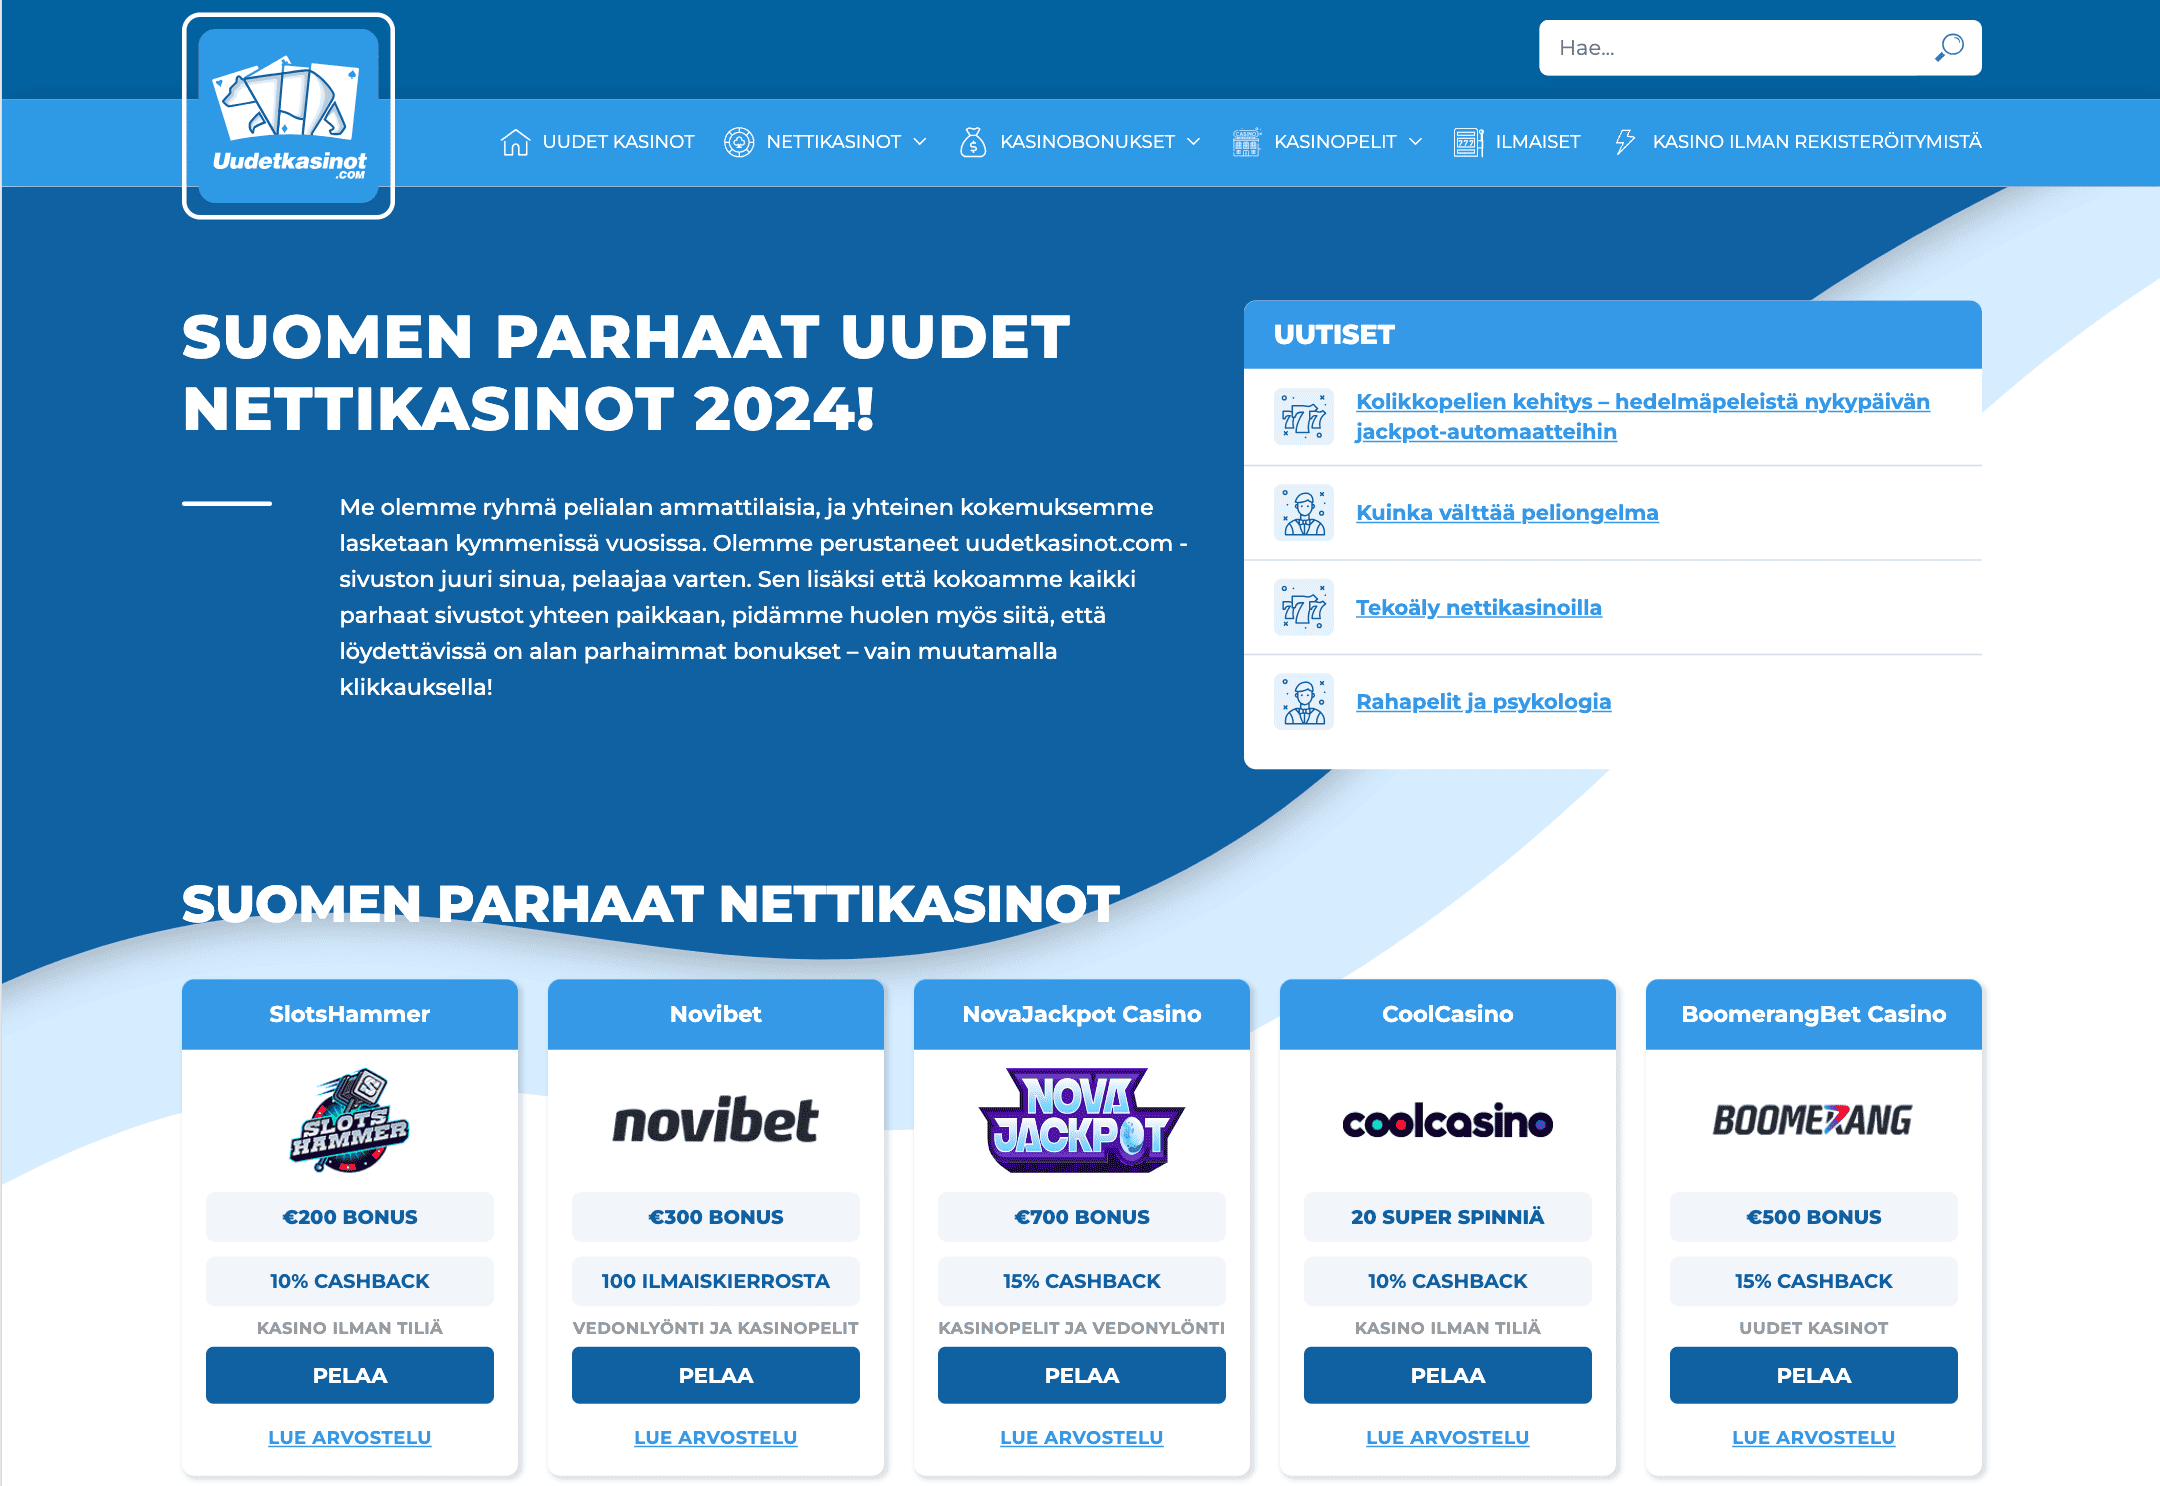 Uudetkasinot
.COM
Hae...
UUDET KASINOT
NETTIKASINOT
KASINOBONUKSET
KASINOPELIT
ILMAISET
KASINO ILMAN REKISTERÖITYMISTÄ
SUOMEN PARHAAT UUDET
NETTIKASINOT 2024!
Me olemme ryhmä pelialan ammattilaisia, ja yhteinen kokemuksemme
lasketaan kymmenissä vuosissa. Olemme perustaneet uudetkasinot.com -
sivuston juuri sinua, pelaajaa varten. Sen lisäksi että kokoamme kaikki
parhaat sivustot yhteen paikkaan, pidämme huolen myös siitä, että
löydettävissä on alan parhaimmat bonukset – vain muutamalla
klikkauksella!
UUTISET
Kolikkopelien kehitys – hedelmäpeleistä nykypäivän
jackpot-automaatteihin
Kuinka välttää peliongelma
Tekoäly nettikasinoilla
Rahapelit ja psykologia
SUOMEN PARHAAT NETTIKASINOT
SlotsHammer
SLOTS
HAMMER
€200 BONUS
10% CASHBACK
KASINO ILMAN TILIÄ
PELAA
LUE ARVOSTELU
Novibet
novibet
€300 BONUS
100 ILMAISKIERROSTA
VEDONLYÖNTI JA KASINOPELIT
PELAA
LUE ARVOSTELU
NovaJackpot Casino
NOVA
JACKPOT
€700 BONUS
15% CASHBACK
KASINOPELIT JA VEDONYLÖNTI
PELAA
LUE ARVOSTELU
CoolCasino
coolcasino
20 SUPER SPINNIÄ
10% CASHBACK
KASINO ILMAN TILIÄ
PELAA
LUE ARVOSTELU
BoomerangBet Casino
BOOMERANG
€500 BONUS
15% CASHBACK
UUDET KASINOT
PELAA
LUE ARVOSTELU